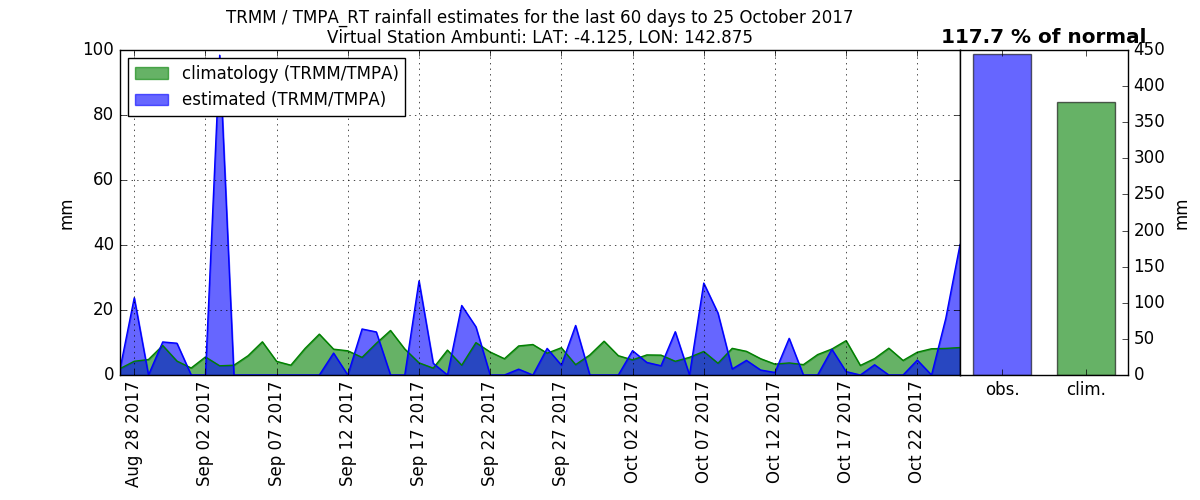 TRMM / TMPA_RT rainfall estimates for the last 60 days to 25 October 2017
Virtual Station Ambunti: LAT: -4.125, LON: 142.875
117.7 % of normal
climatology (TRMM/TMPA)
estimated (TRMM/TMPA)
100
80
60
40
20
0
mm
Aug 28 2017
Sep 02 2017
Sep 07 2017
Sep 12 2017
Sep 17 2017
Sep 22 2017
Sep 27 2017
Oct 02 2017
Oct 07 2017
Oct 12 2017
Oct 17 2017
Oct 22 2017
450
400
350
300
250
200
150
100
50
0
mm
obs.
clim.